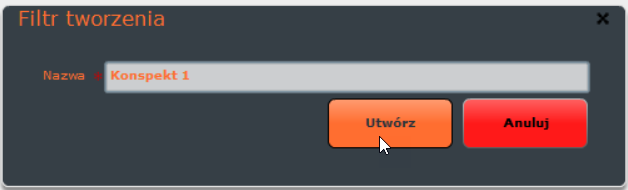 Filtr tworzenia
Nazwa * Konspekt 1
Utwórz Anuluj